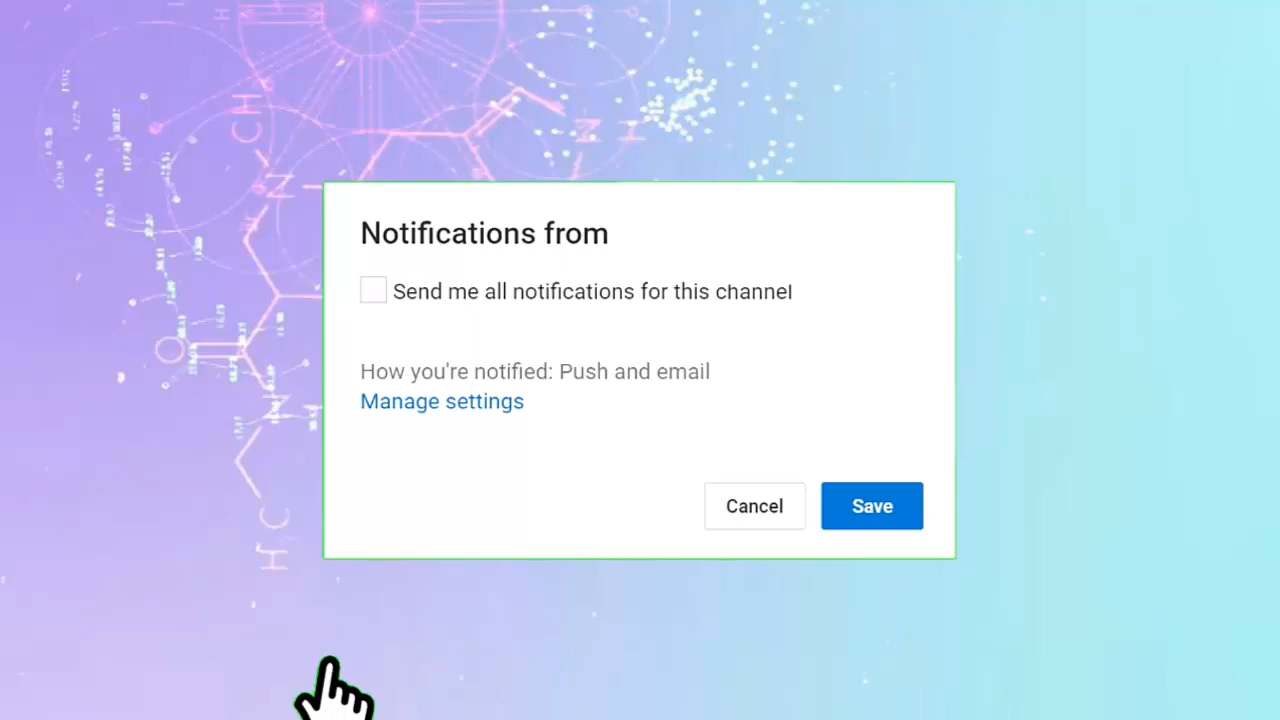 Notifications from
Send me all notifications for this channel
How you're notified: Push and email
Manage settings
Cancel
Save
CH
N
N
O
N
H C